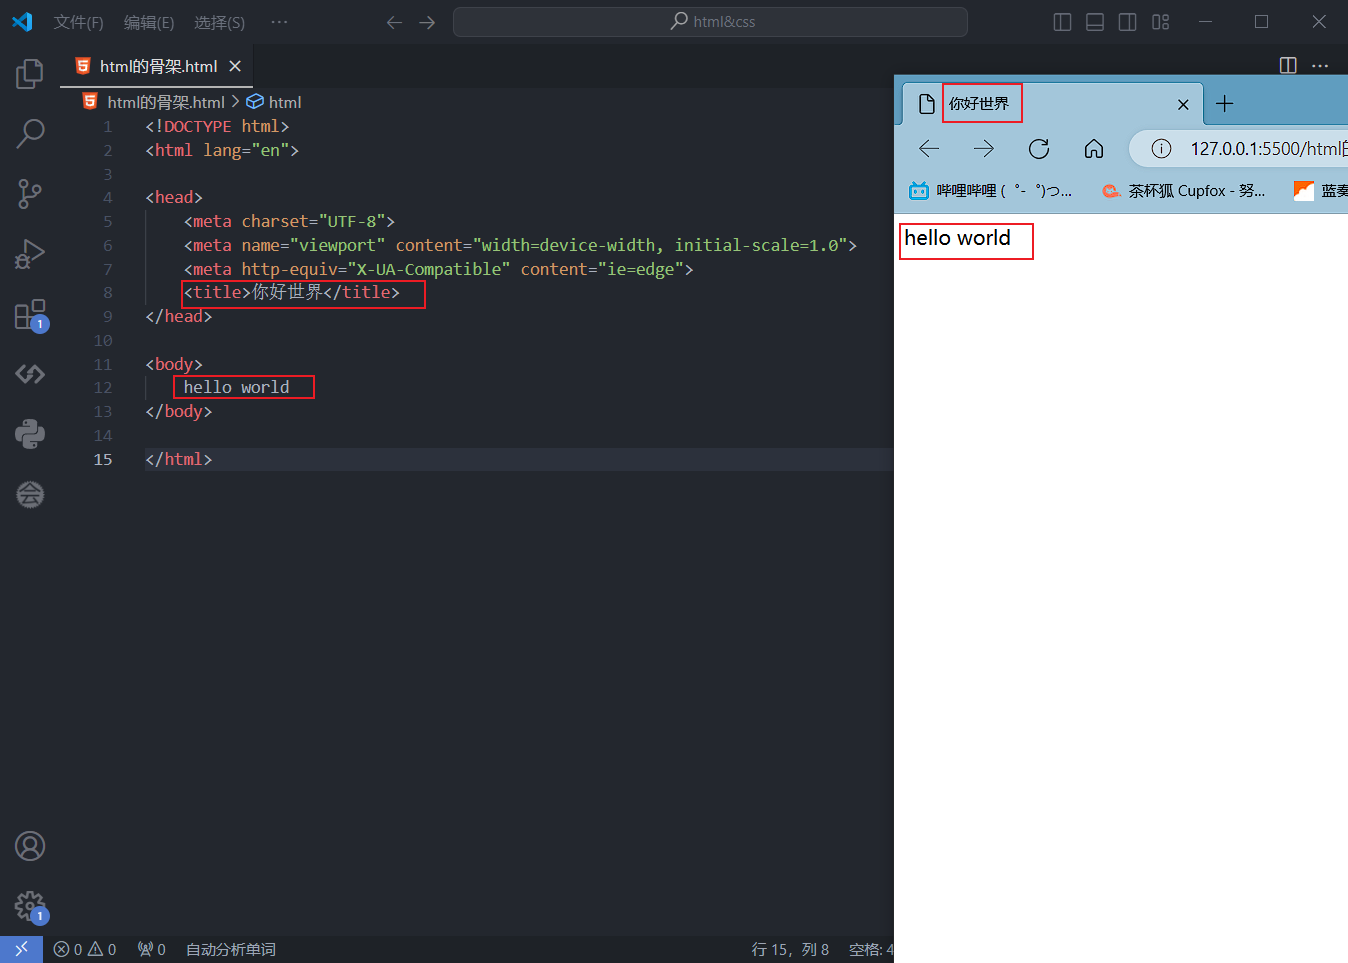 文件(F) 编辑(E) 选择(S) ··· html&css
html的骨架.html
html的骨架.html > html
1 <!DOCTYPE html>
2 <html lang="en">
3
4 <head>
5 <meta charset="UTF-8">
6 <meta name="viewport" content="width=device-width, initial-scale=1.0">
7 <meta http-equiv="X-UA-Compatible" content="ie=edge">
8 <title>你好世界</title>
9 </head>
10
11 <body>
12 hello world
13 </body>
14
15 </html>
1
1
0 0 0 自动分析单词 行 15，列 8 空格: 4
你好世界
127.0.0.1:5500/html
哔哩哔哩 ( ゜- ゜)つ... 茶杯狐 Cupfox - 努... 蓝奏
hello world